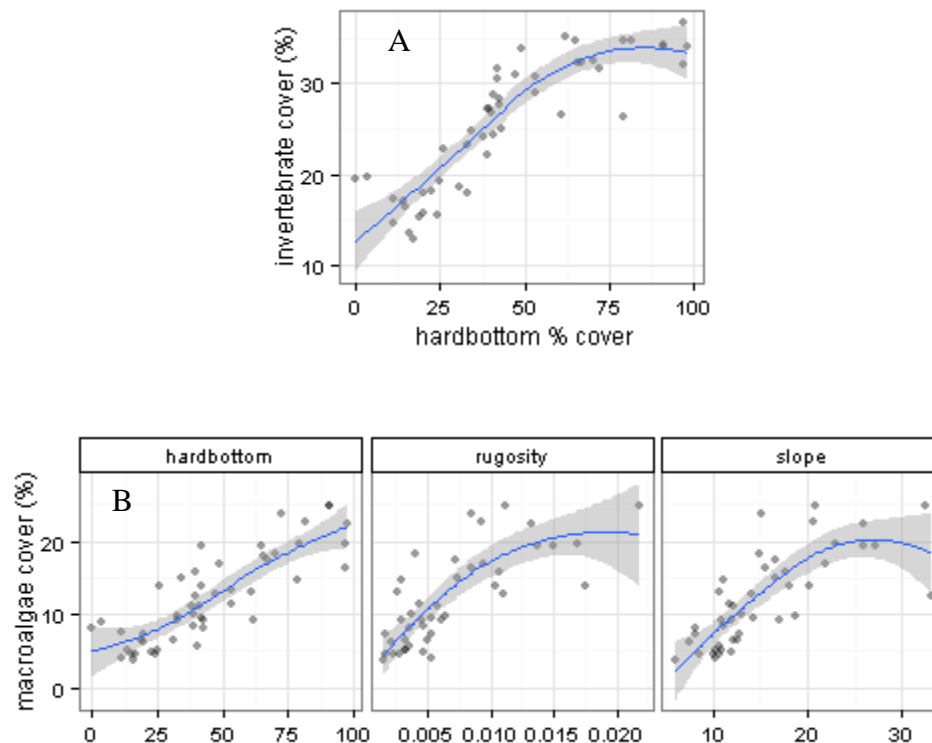 A
invertebrate cover (%)
30
20
10
0 25 50 75 100
hardbottom % cover
hardbottom rugosity slope
B
macroalgae cover (%)
20
10
0
0 25 50 75 100 0.005 0.010 0.015 0.020 10 20 30